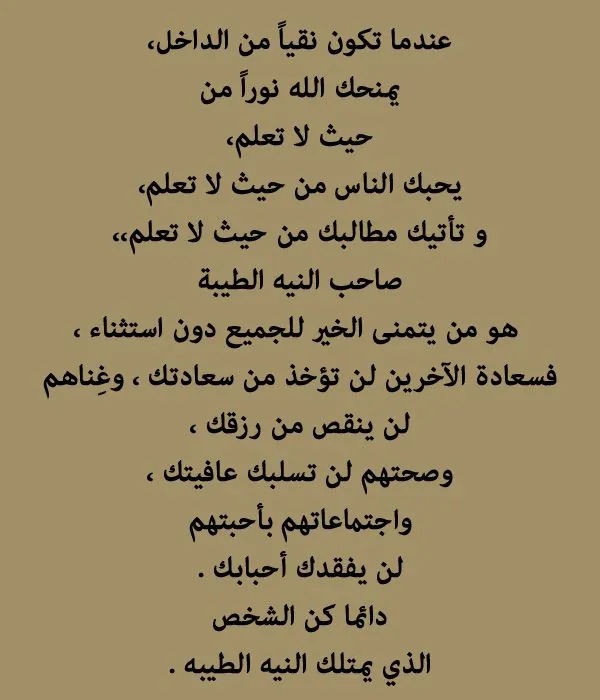 عندما تكون نقياً من الداخل،
يمنحك الله نوراً من
حيث لا تعلم،
يحبك الناس من حيث لا تعلم،
و تأتيك مطالبك من حيث لا تعلم،،
صاحب النيه الطيبة
هو من يتمنى الخير للجميع دون استثناء ،
فسعادة الآخرين لن تؤخذ من سعادتك ، وغِناهم
لن ينقص من رزقك ،
وصحتهم لن تسلبك عافيتك ،
واجتماعاتهم بأحبتهم
لن يفقدك أحبابك .
دائما كن الشخص
الذي يمتلك النيه الطيبه .